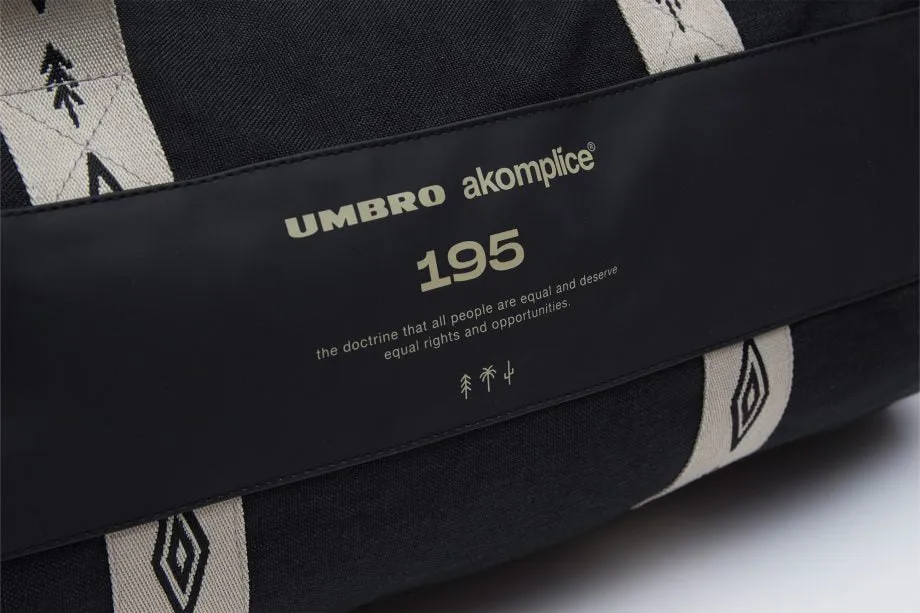 UMBRO akomplice®
195
the doctrine that all people are equal and deserve
equal rights and opportunities.